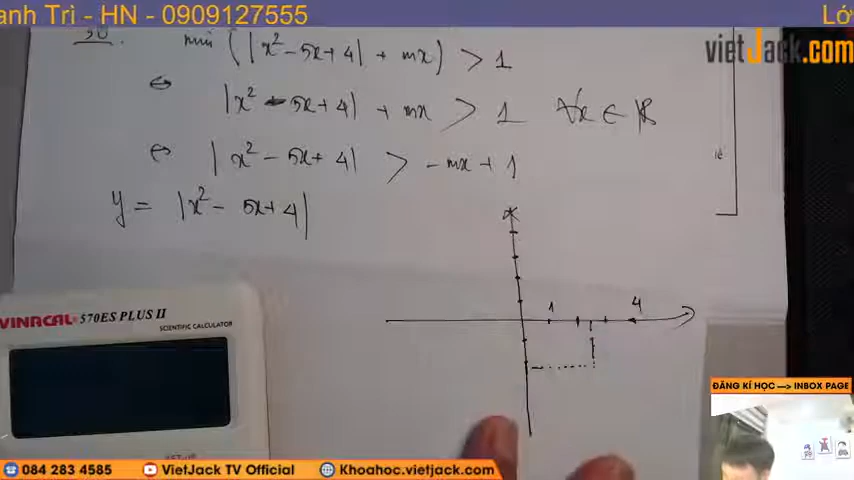 anh Trì - HN - 0909127555
Lớ
vietJack.com
30. min (|x² - 5x + 4| + mx) > 1
⇔ |x² - 5x + 4| + mx > 1 ∀x ∈ ℝ
⇔ |x² - 5x + 4| > -mx + 1
y = |x² - 5x + 4|
1 4
VINACAL 570ES PLUS II
SCIENTIFIC CALCULATOR
ĐĂNG KÍ HỌC —> INBOX PAGE
084 283 4585 VietJack TV Official Khoahoc.vietjack.com